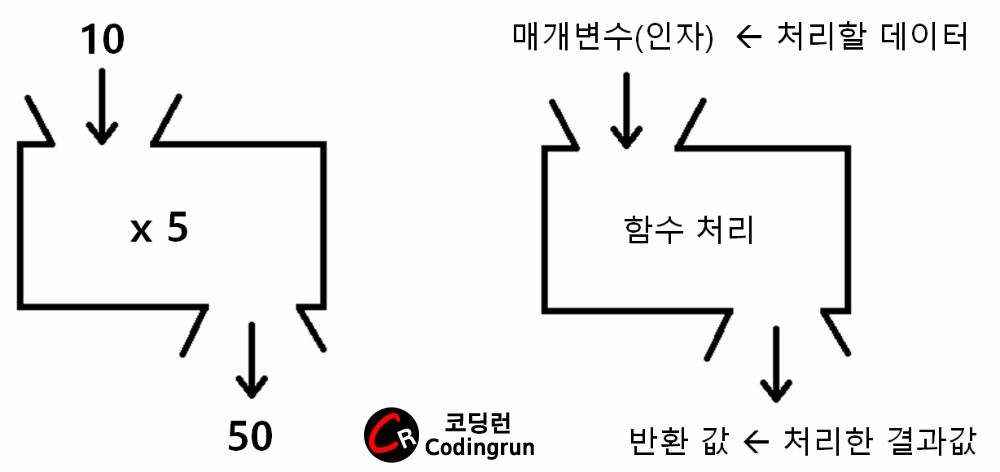 10
x 5
50
매개변수(인자) ← 처리할 데이터
함수 처리
반환 값 ← 처리한 결과값
CR
코딩런
Codingrun